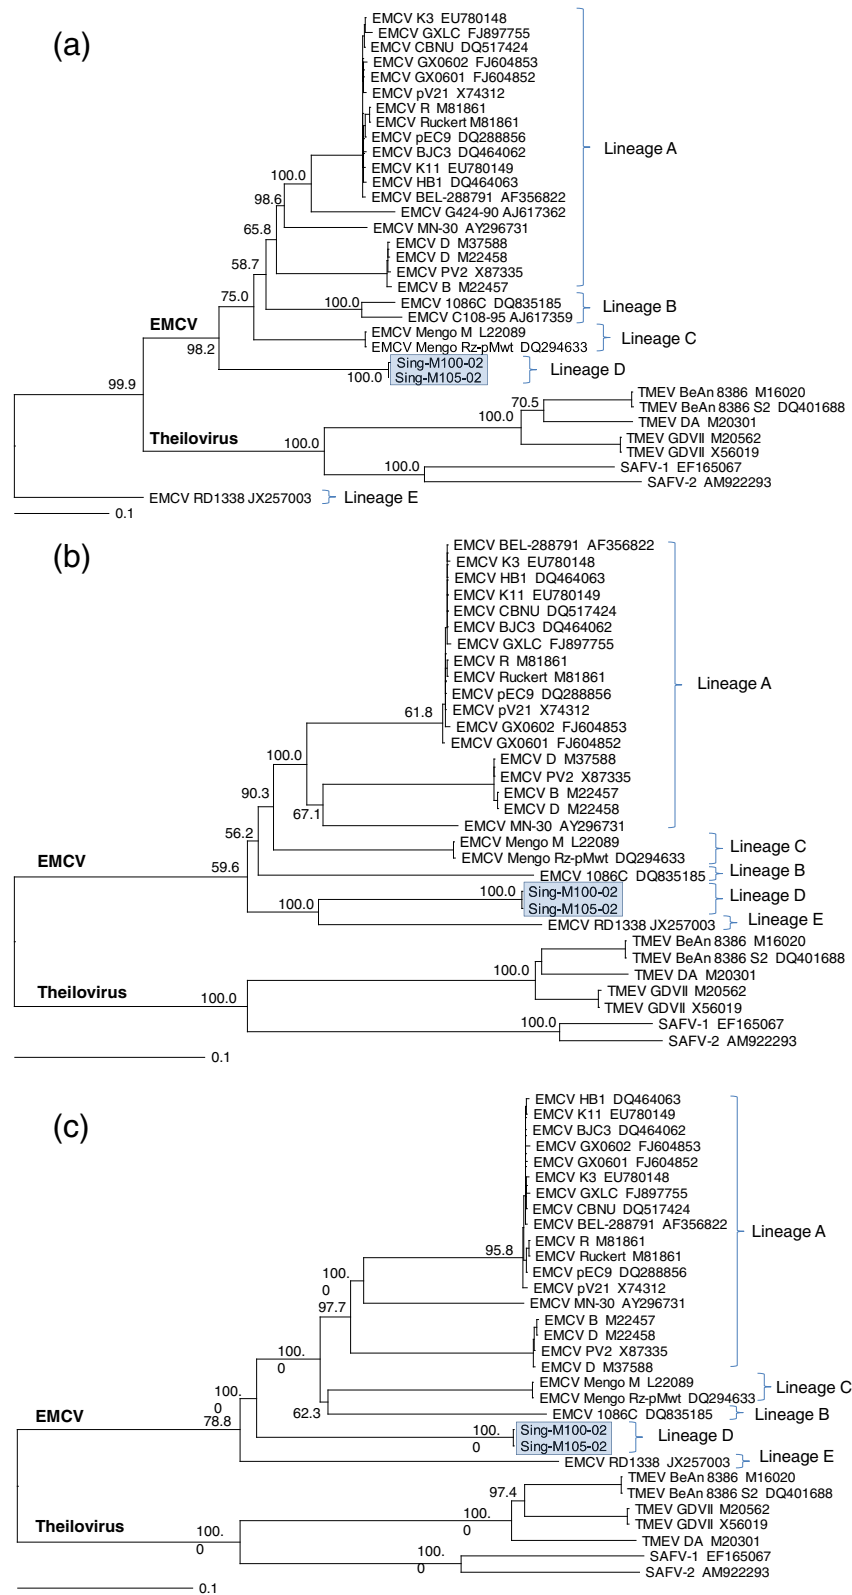 (a)
EMCV K3 EU780148
EMCV GXLC FJ897755
EMCV CBNU DQ517424
EMCV GX0602 FJ604853
EMCV GX0601 FJ604852
EMCV pV21 X74312
EMCV R M81861
EMCV Ruckert M81861
EMCV pEC9 DQ288856
EMCV BJC3 DQ464062
Lineage A
EMCV K11 EU780149
100.0
EMCV HB1 DQ464063
98.6
EMCV BEL-288791 AF356822
EMCV G424-90 AJ617362
65.8
EMCV MN-30 AY296731
EMCV D M37588
EMCV D M22458
58.7
EMCV PV2 X87335
EMCV B M22457
75.0
100.0
EMCV 1086C DQ835185
Lineage B
EMCV C108-95 AJ617359
EMCV
EMCV Mengo M L22089
Lineage C
98.2
EMCV Mengo Rz-pMwt DQ294633
Sing-M100-02
Lineage D
100.0
Sing-M105-02
99.9
TMEV BeAn 8386 M16020
70.5
TMEV BeAn 8386 S2 DQ401688
100.0
TMEV DA M20301
Theilovirus
100.0
TMEV GDVII M20562
TMEV GDVII X56019
100.0
SAFV-1 EF165067
SAFV-2 AM922293
EMCV RD1338 JX257003
Lineage E
0.1
(b)
EMCV BEL-288791 AF356822
EMCV K3 EU780148
EMCV HB1 DQ464063
EMCV K11 EU780149
EMCV CBNU DQ517424
EMCV BJC3 DQ464062
EMCV GXLC FJ897755
EMCV R M81861
EMCV Ruckert M81861
Lineage A
EMCV pEC9 DQ288856
61.8
EMCV pV21 X74312
EMCV GX0602 FJ604853
EMCV GX0601 FJ604852
100.0
EMCV D M37588
EMCV PV2 X87335
90.3
EMCV B M22457
67.1
EMCV D M22458
EMCV MN-30 AY296731
56.2
EMCV Mengo M L22089
Lineage C
EMCV Mengo Rz-pMwt DQ294633
EMCV
59.6
EMCV 1086C DQ835185
Lineage B
100.0
Sing-M100-02
Lineage D
Sing-M105-02
EMCV RD1338 JX257003
Lineage E
TMEV BeAn 8386 M16020
TMEV BeAn 8386 S2 DQ401688
100.0
TMEV DA M20301
Theilovirus
100.0
TMEV GDVII M20562
TMEV GDVII X56019
100.0
SAFV-1 EF165067
SAFV-2 AM922293
0.1
(c)
EMCV HB1 DQ464063
EMCV K11 EU780149
EMCV BJC3 DQ464062
EMCV GX0602 FJ604853
EMCV GX0601 FJ604852
EMCV K3 EU780148
EMCV GXLC FJ897755
EMCV CBNU DQ517424
EMCV BEL-288791 AF356822
Lineage A
EMCV R M81861
95.8
EMCV Ruckert M81861
EMCV pEC9 DQ288856
100.
0
EMCV pV21 X74312
EMCV MN-30 AY296731
97.7
EMCV B M22457
EMCV D M22458
100.
0
EMCV PV2 X87335
EMCV D M37588
EMCV Mengo M L22089
Lineage C
100.
0
EMCV Mengo Rz-pMwt DQ294633
EMCV
78.8
62.3
EMCV 1086C DQ835185
Lineage B
100.
0
Sing-M100-02
Lineage D
Sing-M105-02
EMCV RD1338 JX257003
Lineage E
TMEV BeAn 8386 M16020
97.4
TMEV BeAn 8386 S2 DQ401688
100.
0
TMEV GDVII M20562
Theilovirus
100.
0
TMEV GDVII X56019
TMEV DA M20301
100.
0
SAFV-1 EF165067
SAFV-2 AM922293
0.1